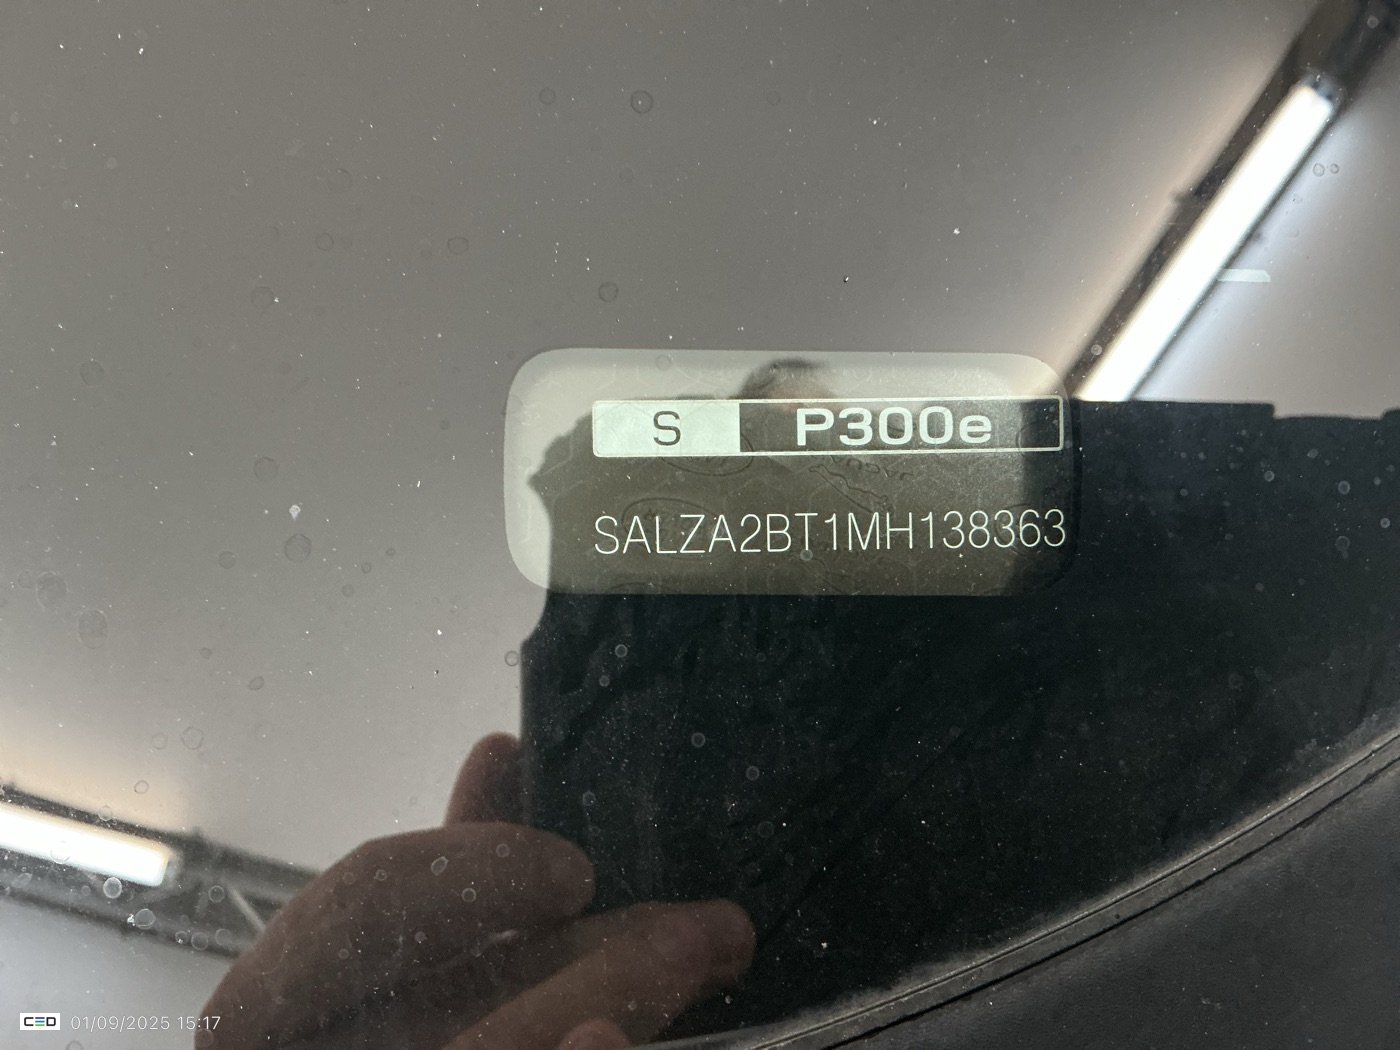 S P300e
SALZA2BT1MH138363
CED 01/09/2025 15:17